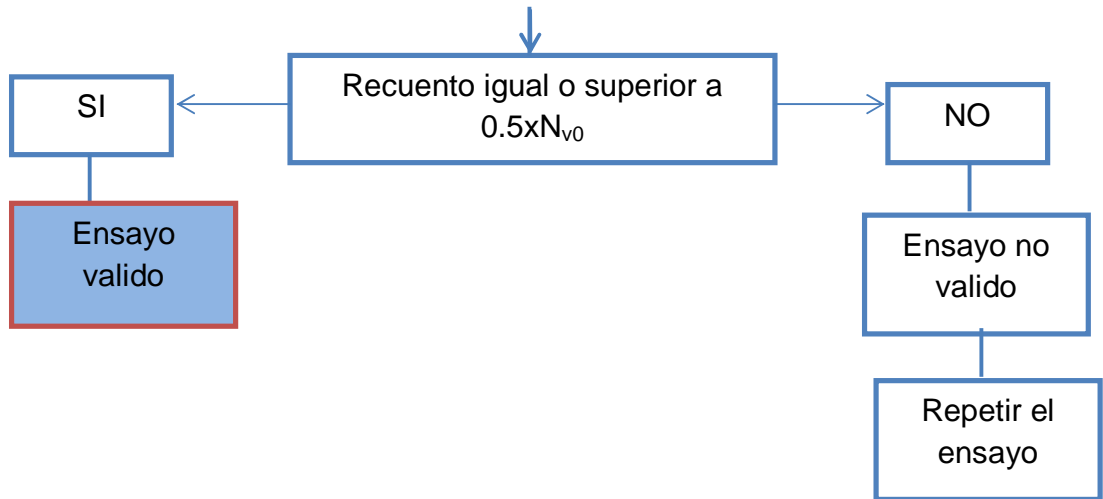 Recuento igual o superior a
0.5xNv0
SI
NO
Ensayo
valido
Ensayo no
valido
Repetir el
ensayo